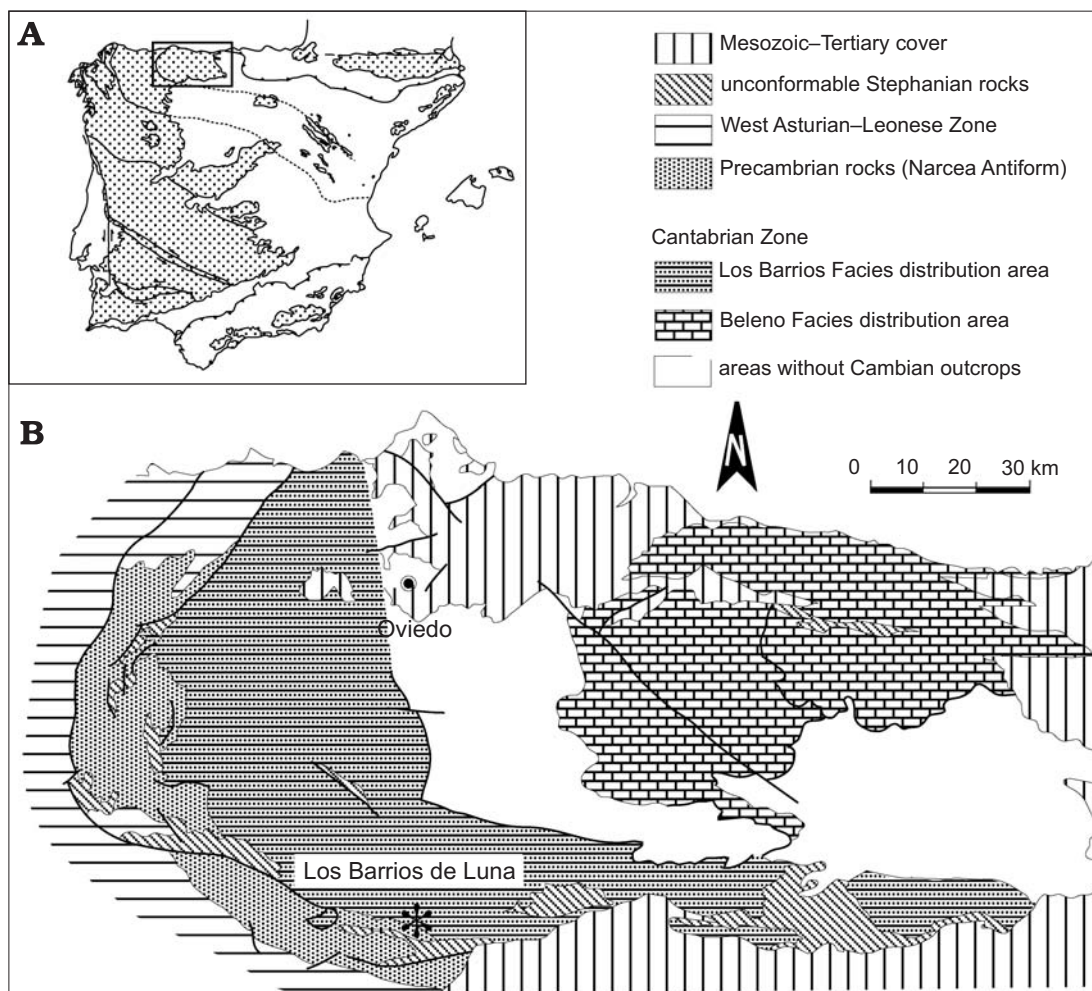 A
Mesozoic–Tertiary cover
unconformable Stephanian rocks
West Asturian–Leonese Zone
Precambrian rocks (Narcea Antiform)
Cantabrian Zone
Los Barrios Facies distribution area
Beleno Facies distribution area
areas without Cambian outcrops
B
N
0 10 20 30 km
Oviedo
Los Barrios de Luna